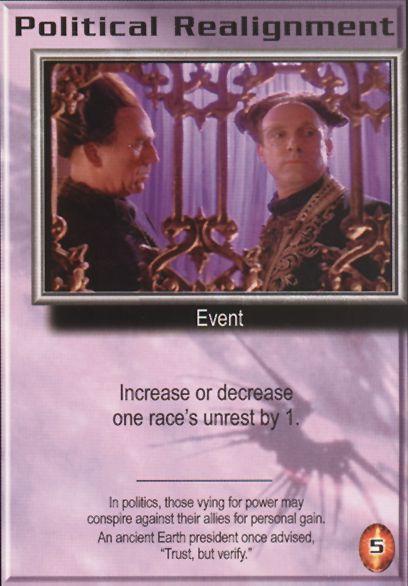 Political Realignment
Event
Increase or decrease
one race's unrest by 1.
In politics, those vying for power may
conspire against their allies for personal gain.
An ancient Earth president once advised,
"Trust, but verify."
5